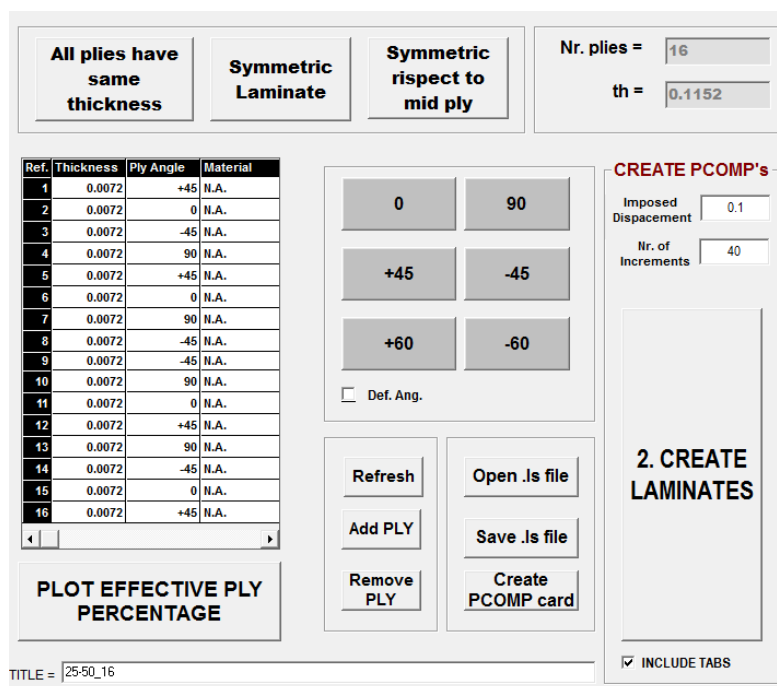 All plies have
same
thickness
Symmetric
Laminate
Symmetric
rispect to
mid ply
Nr. plies = 16
th = 0.1152
Ref. Thickness Ply Angle Material
1 0.0072 +45 N.A.
2 0.0072 0 N.A.
3 0.0072 -45 N.A.
4 0.0072 90 N.A.
5 0.0072 +45 N.A.
6 0.0072 0 N.A.
7 0.0072 90 N.A.
8 0.0072 -45 N.A.
9 0.0072 -45 N.A.
10 0.0072 90 N.A.
11 0.0072 0 N.A.
12 0.0072 +45 N.A.
13 0.0072 90 N.A.
14 0.0072 -45 N.A.
15 0.0072 0 N.A.
16 0.0072 +45 N.A.
PLOT EFFECTIVE PLY
PERCENTAGE
0 90
+45 -45
+60 -60
Def. Ang.
Refresh
Add PLY
Remove
PLY
Open .ls file
Save .ls file
Create
PCOMP card
CREATE PCOMP's
Imposed
Dispacement 0.1
Nr. of
Increments 40
2. CREATE
LAMINATES
INCLUDE TABS
TITLE = 25-50_16